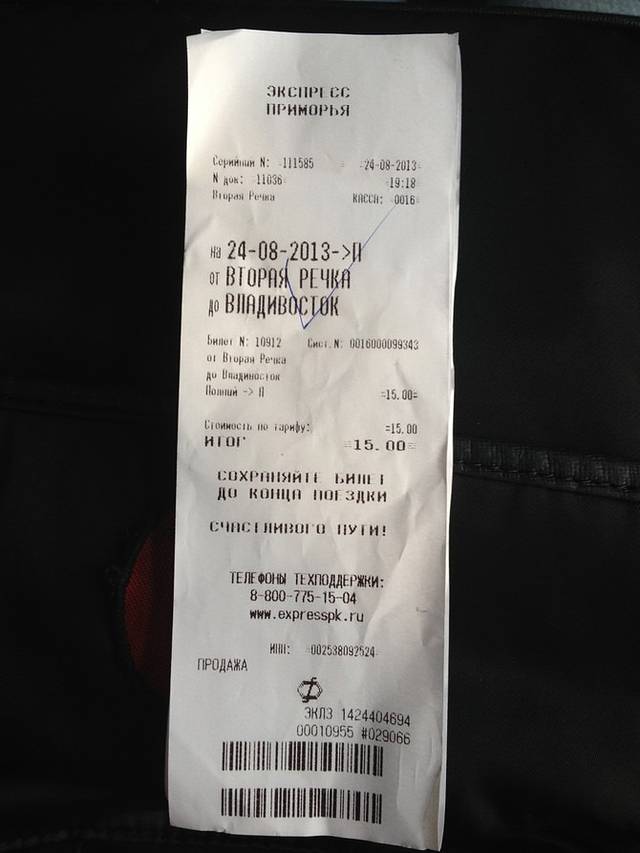 ЭКСПРЕСС
ПРИМОРЬЯ
Серийный N: 111585 =24-08-2013=
N док: 11036 =19:18
Вторая Речка КАССА: 0016
на 24-08-2013->П
от ВТОРАЯ РЕЧКА
до ВЛАДИВОСТОК
Билет N: 10912 Сист.N: 0016000099343
от Вторая Речка
до Владивосток
Полный -> П =15.00=
Стоимость по тарифу: =15.00
ИТОГ =15.00=
СОХРАНЯЙТЕ БИЛЕТ
ДО КОНЦА ПОЕЗДКИ
СЧАСТЛИВОГО ПУТИ!
ТЕЛЕФОНЫ ТЕХПОДДЕРЖКИ:
8-800-775-15-04
www.expresspk.ru
ИНН: 002538092524
ПРОДАЖА
ЭКЛЗ 1424404694
00010955 #029066